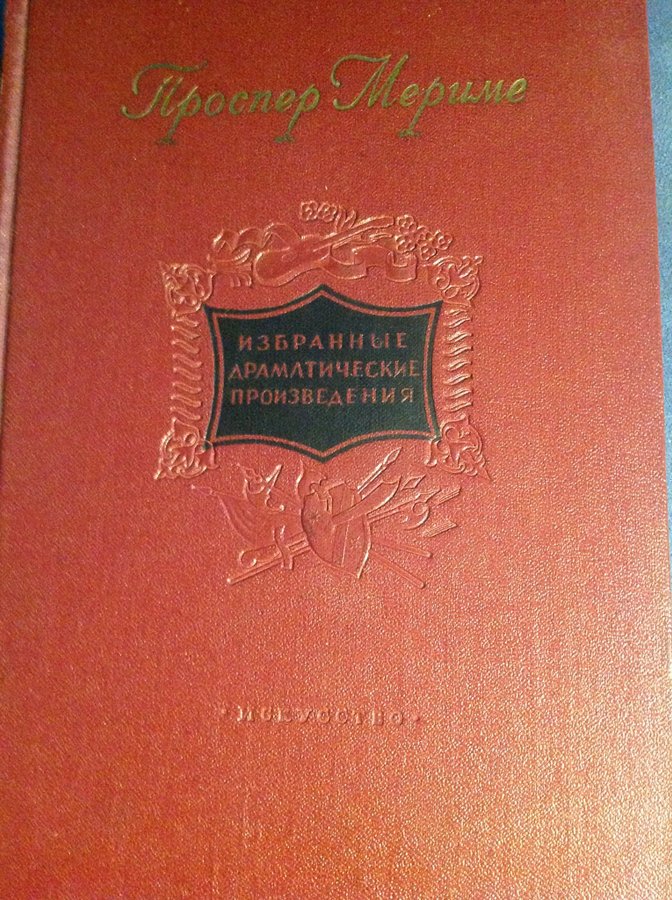 Проспер Мериме
ИЗБРАННЫЕ
ДРАМАТИЧЕСКИЕ
ПРОИЗВЕДЕНИЯ
• ИСКУССТВО •